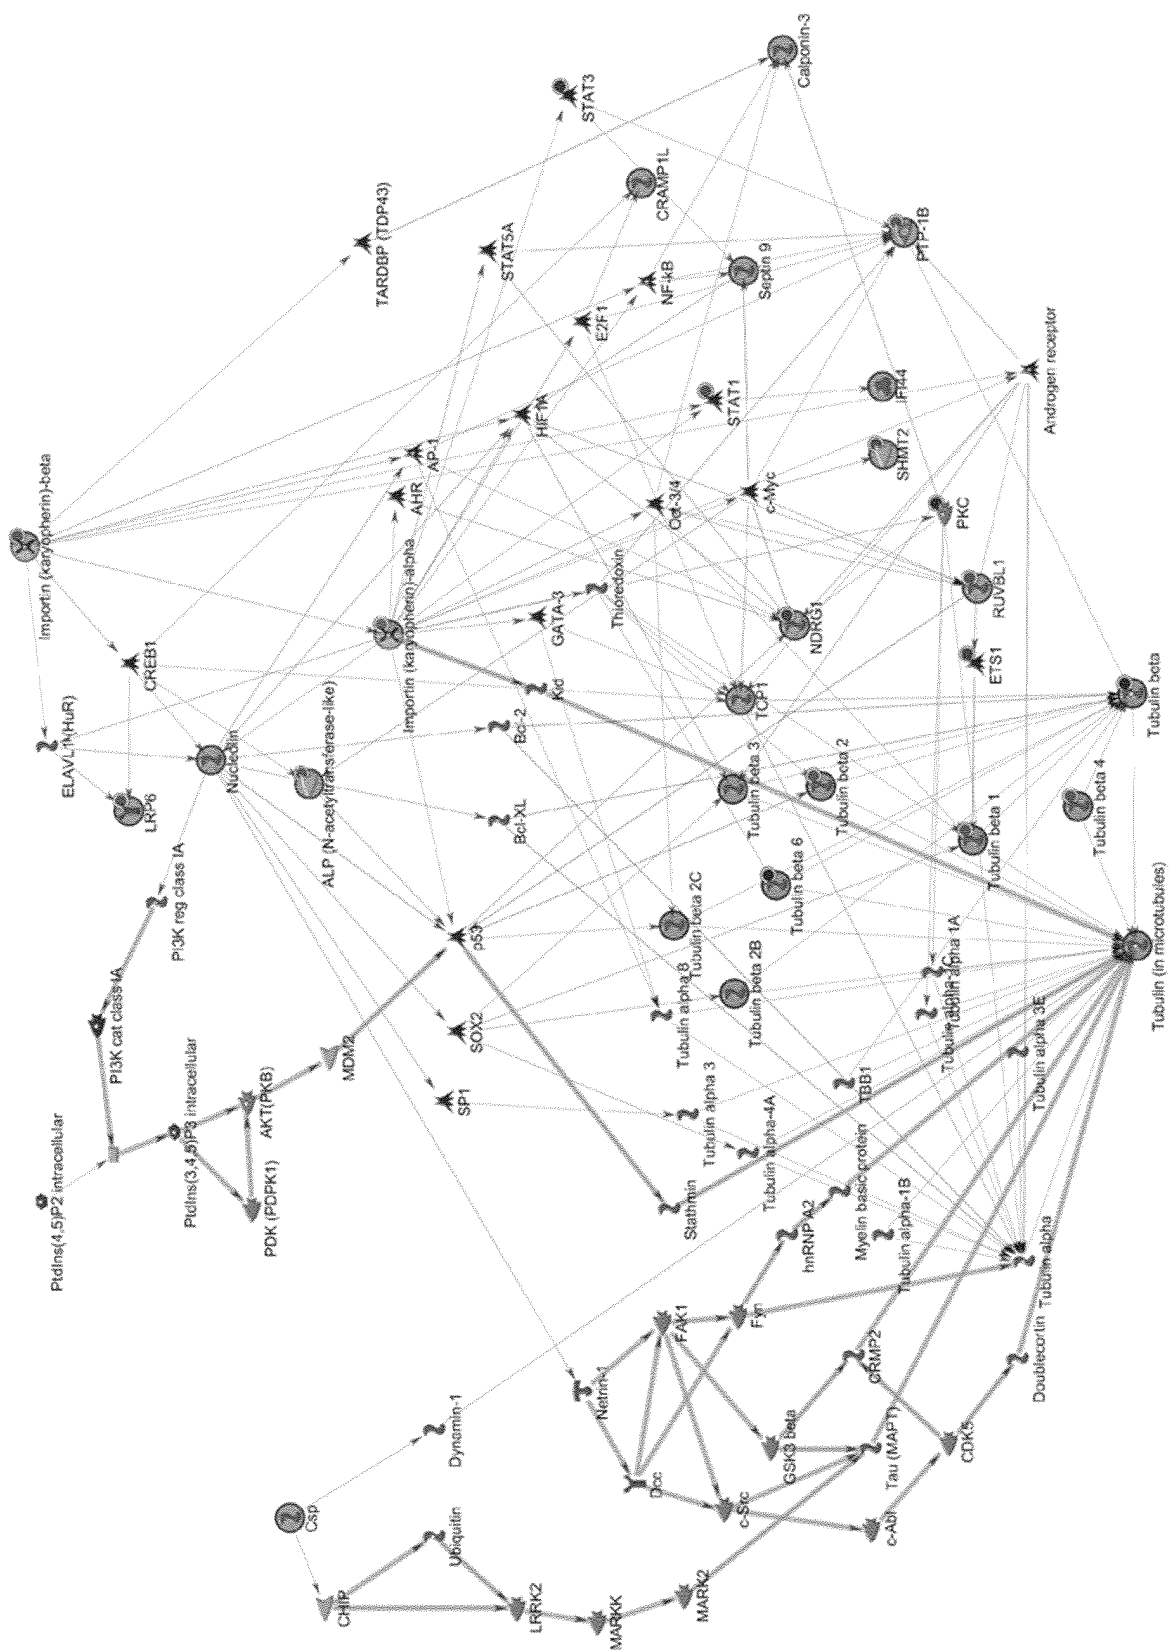 Importin (karyopherin)-beta
ELAVL1 (HuR)
CREB1
LRP6
Nucleolin
TARDBP (TDP43)
STAT3
Calponin-3
CRAMP1L
STAT5A
NF-kB
E2F1
Septin 9
PTP-1B
HIF1A
AP-1
AHR
STAT1
IFI44
SHMT2
Androgen receptor
Oct-3/4
c-Myc
PKC
RUVBL1
ETS1
NDRG1
Importin (karyopherin)-alpha
Thioredoxin
GATA-3
Kid
Bcl-2
Bcl-XL
TCP1
ALP (N-acetyltransferase-like)
PI3K reg class IA
PI3K cat class IA
PtdIns(4,5)P2 intracellular
PtdIns(3,4,5)P3 intracellular
AKT(PKB)
PDK (PDPK1)
MDM2
p53
SOX2
SP1
Tubulin beta 3
Tubulin beta 2
Tubulin beta 1
Tubulin beta 4
Tubulin beta
Tubulin beta 6
Tubulin beta 2C
Tubulin beta 2B
Tubulin alpha 8
Tubulin alpha 1A
Tubulin alpha-1C
Tubulin alpha 3E
Tubulin (in microtubules)
Tubulin alpha 3
Tubulin alpha-4A
TBB1
Stathmin
hnRNP A2
Myelin basic protein
Tubulin alpha-1B
Tubulin alpha
Doublecortin
Fyn
FAK1
Netrin-1
Dcc
Dynamin-1
Csp
CHIP
Ubiquitin
LRRK2
MARKK
MARK2
c-Src
c-Abl
GSK3 beta
Tau (MAPT)
CRMP2
CDK5